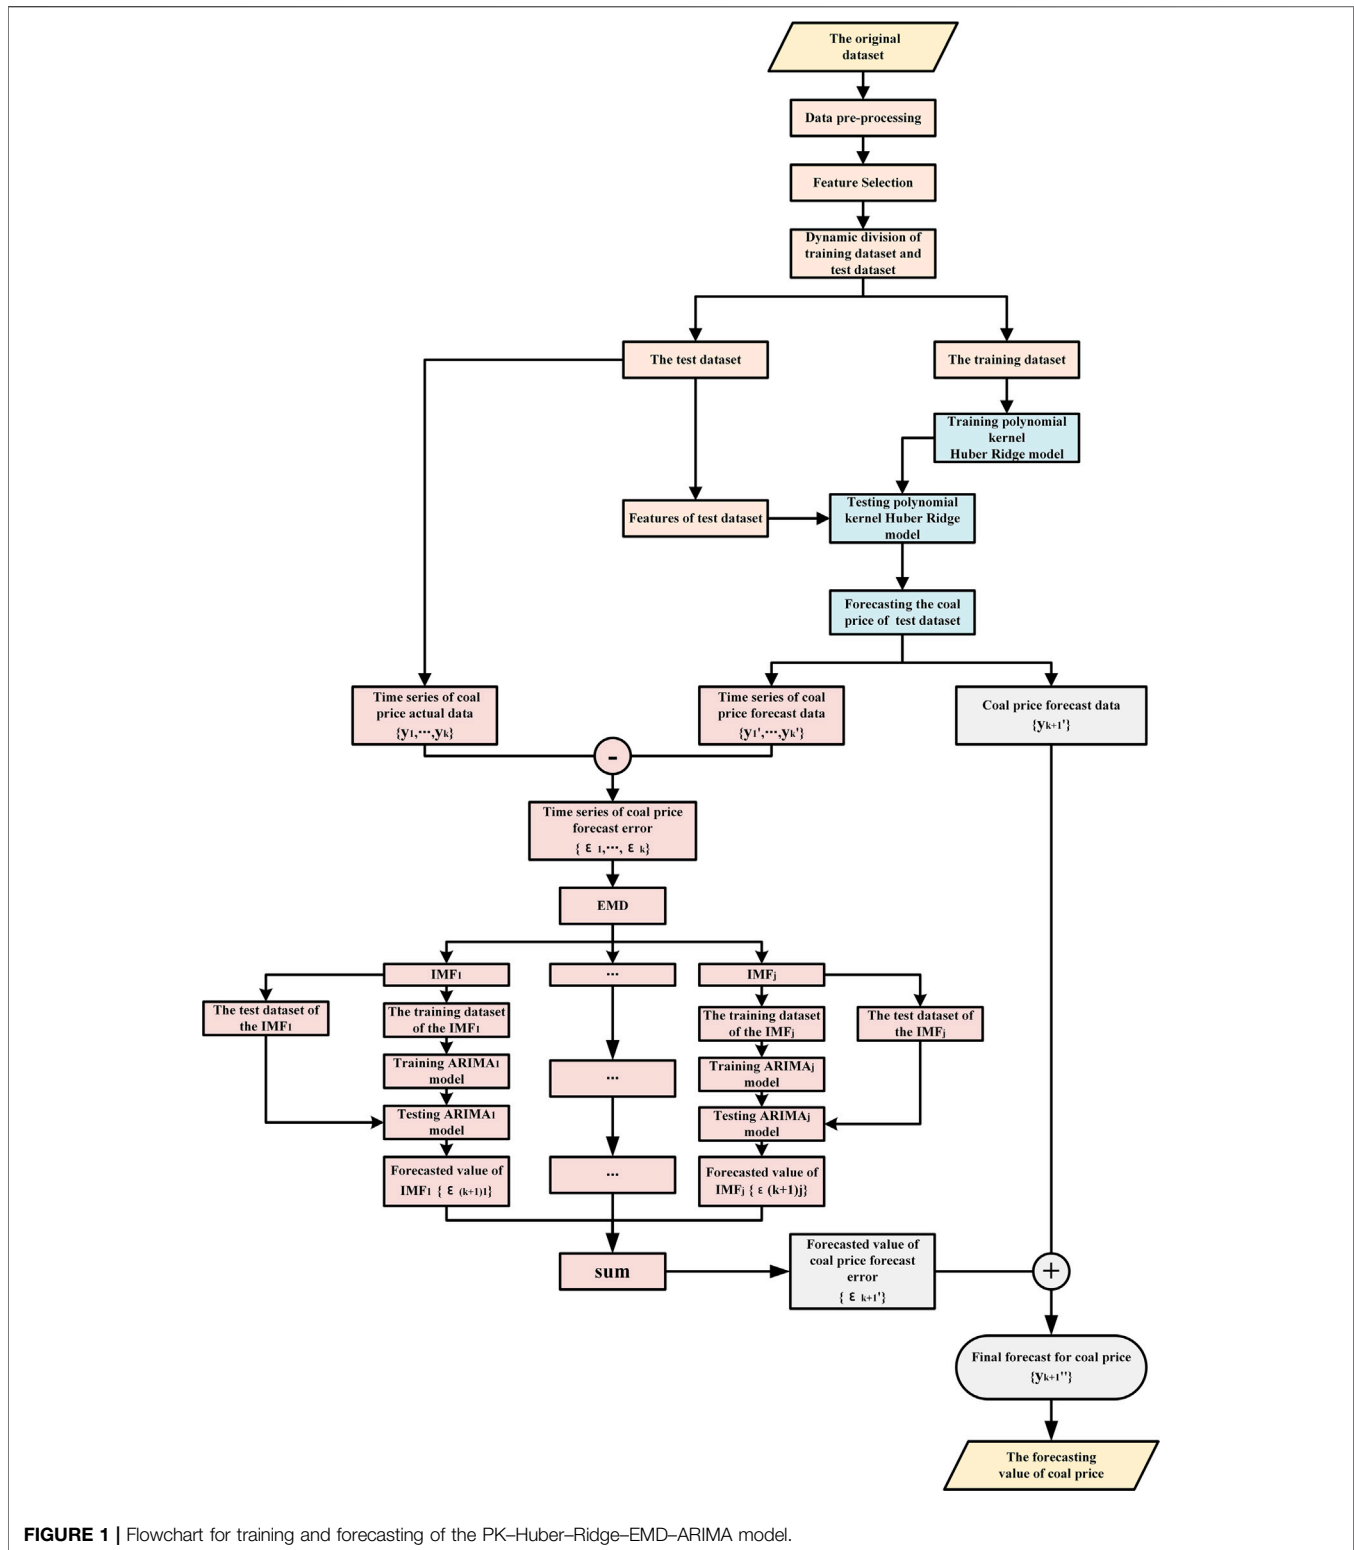 The original
dataset
Data pre-processing
Feature Selection
Dynamic division of
training dataset and
test dataset
The test dataset
The training dataset
Training polynomial
kernel
Huber Ridge model
Features of test dataset
Testing polynomial
kernel Huber Ridge
model
Forecasting the coal
price of test dataset
Time series of coal
price actual data
{y1,···,yk}
Time series of coal
price forecast data
{y1',···,yk'}
Coal price forecast data
{yk+1'}
-
Time series of coal price
forecast error
{ ε 1,···, ε k}
EMD
IMF1
...
IMFj
The test dataset of
the IMF1
The training dataset
of the IMF1
The training dataset
of the IMFj
The test dataset of
the IMFj
Training ARIMA1
model
...
Training ARIMAj
model
Testing ARIMA1
model
Testing ARIMAj
model
Forecasted value of
IMF1 { ε (k+1)1}
...
Forecasted value of
IMFj { ε (k+1)j}
sum
Forecasted value of
coal price forecast
error
{ ε k+1'}
+
Final forecast for coal price
{yk+1''}
The forecasting
value of coal price
FIGURE 1 | Flowchart for training and forecasting of the PK–Huber–Ridge–EMD–ARIMA model.